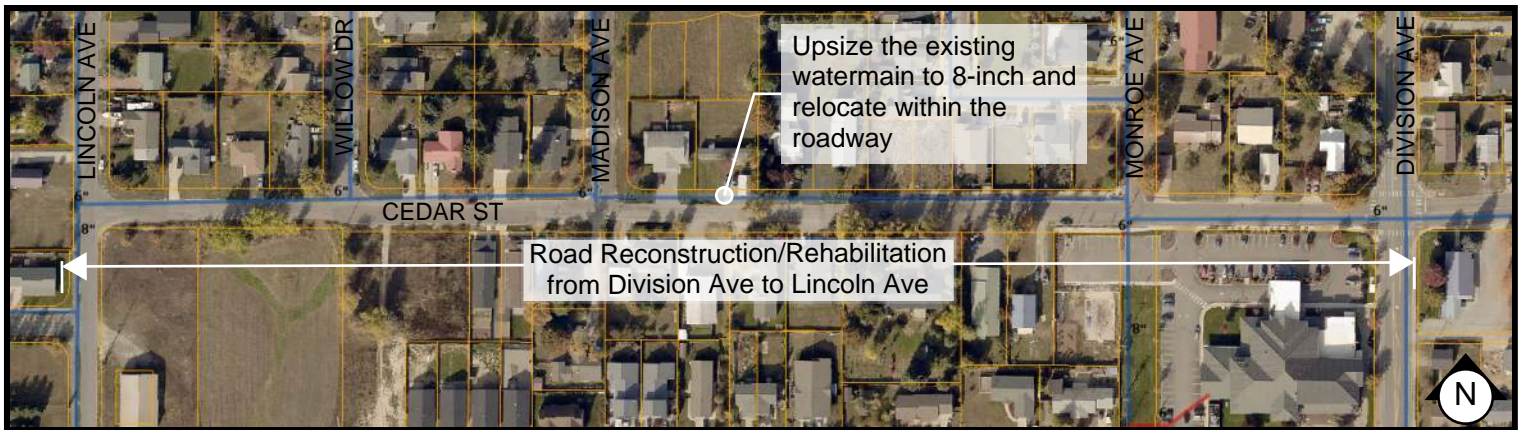 LINCOLN AVE
WILLOW DR
MADISON AVE
MONROE AVE
DIVISION AVE
Upsize the existing
watermain to 8-inch and
relocate within the
roadway
6"
6"
6"
6"
6"
6"
CEDAR ST
8"
8"
Road Reconstruction/Rehabilitation
from Division Ave to Lincoln Ave
N